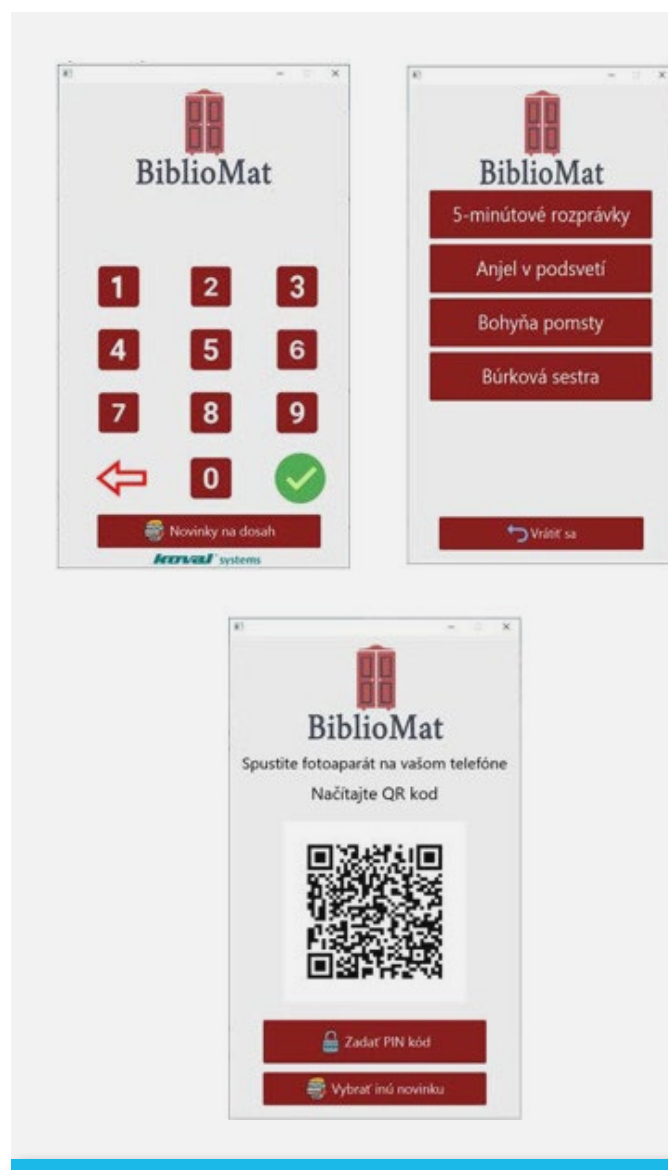 BiblioMat
1 2 3
4 5 6
7 8 9
0
Novinky na dosah
koval systems
BiblioMat
5-minútové rozprávky
Anjel v podsvetí
Bohyňa pomsty
Búrková sestra
Vrátiť sa
BiblioMat
Spustite fotoaparát na vašom telefóne
Načítajte QR kod
Zadať PIN kód
Vybrať inú novinku